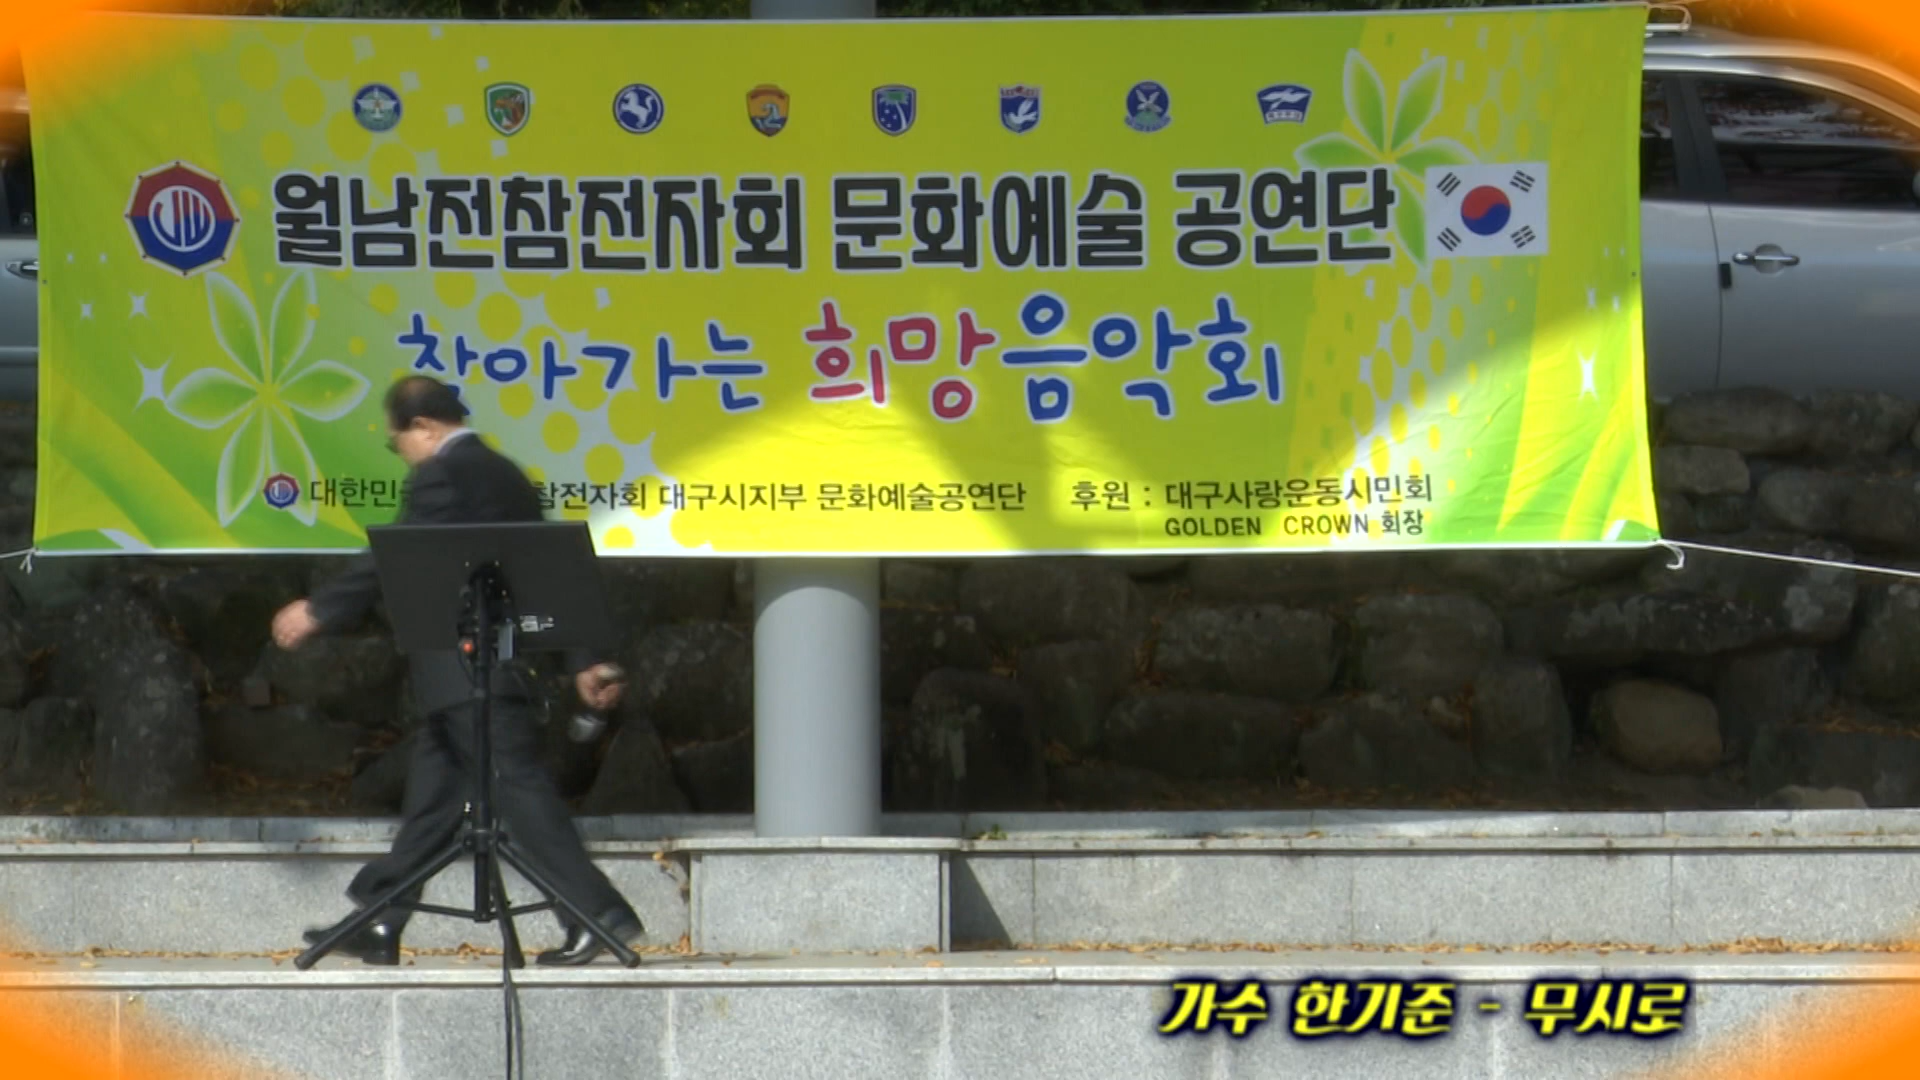 월남전참전자회 문화예술 공연단
찾아가는 희망음악회
대한민 참전자회 대구시지부 문화예술공연단 후원 : 대구사랑운동시민회
GOLDEN CROWN 회장
가수 한기준 - 무시로